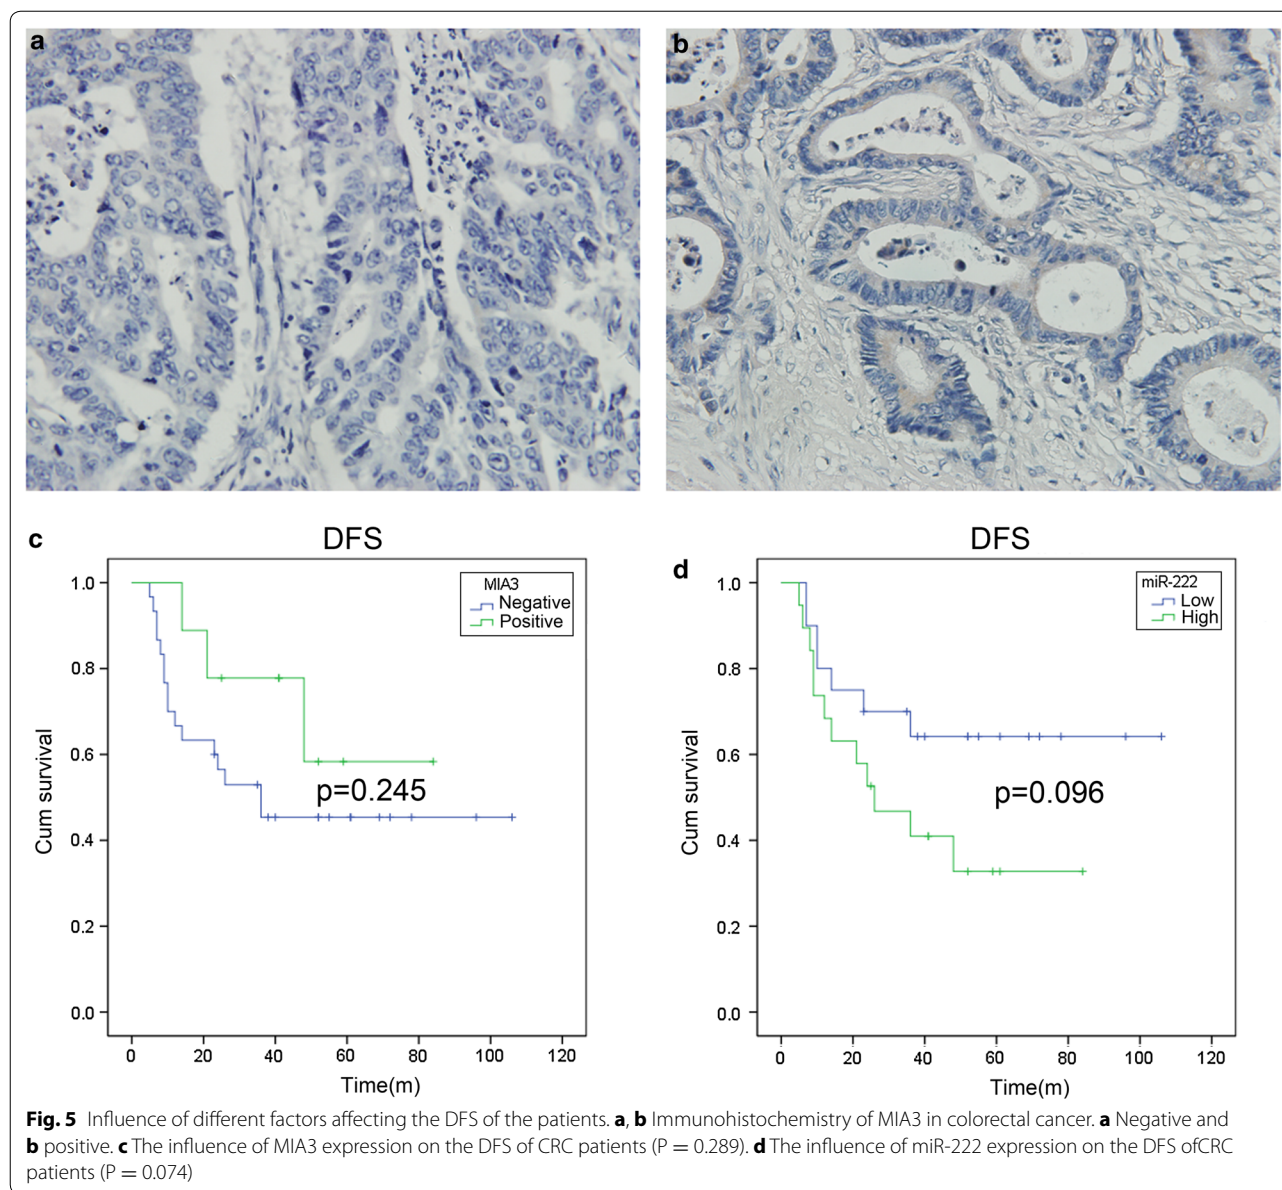 a
b
c
DFS
MIA3
Negative
Positive
1.0
0.8
0.6
0.4
0.2
0.0
Cum survival
p=0.245
0 20 40 60 80 100 120
Time(m)
d
DFS
miR-222
Low
High
1.0
0.8
0.6
0.4
0.2
0.0
Cum survival
p=0.096
0 20 40 60 80 100 120
Time(m)
Fig. 5 Influence of different factors affecting the DFS of the patients. a, b Immunohistochemistry of MIA3 in colorectal cancer. a Negative and
b positive. c The influence of MIA3 expression on the DFS of CRC patients (P = 0.289). d The influence of miR-222 expression on the DFS ofCRC
patients (P = 0.074)